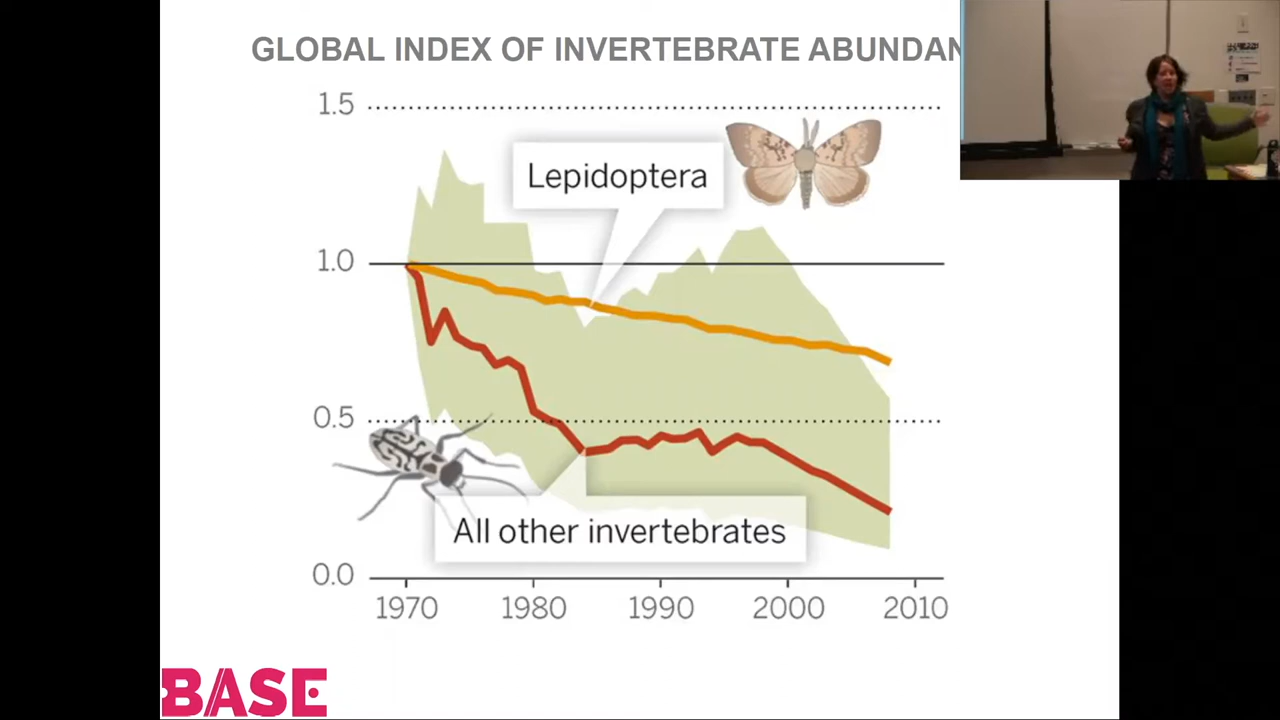 GLOBAL INDEX OF INVERTEBRATE ABUNDAN
1.5
Lepidoptera
1.0
0.5
All other invertebrates
0.0
1970 1980 1990 2000 2010
BASE